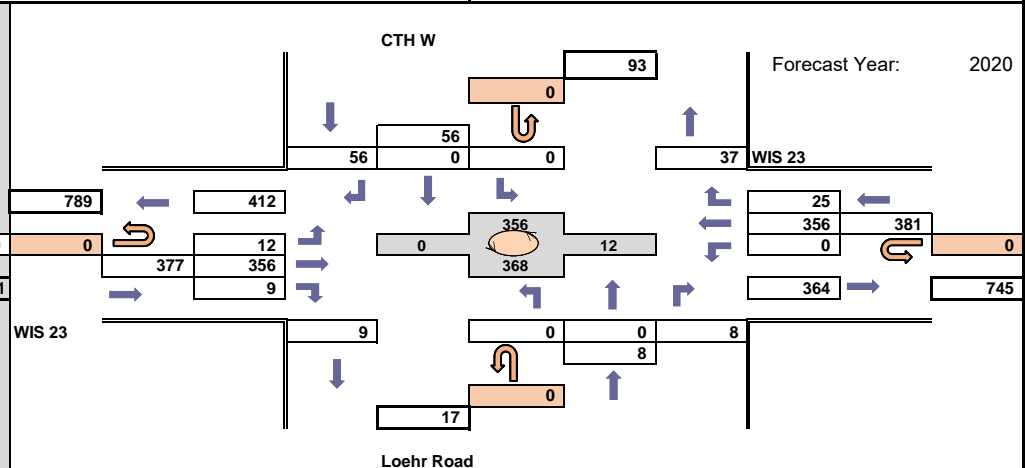 CTH W
93
Forecast Year: 2020
0
56
56 0 0 37 WIS 23
789 412 25
356 356 381
0 12 0 12 0 0
377 356 368
1 9 364 745
WIS 23 9 0 0 8
8
0
17
Loehr Road